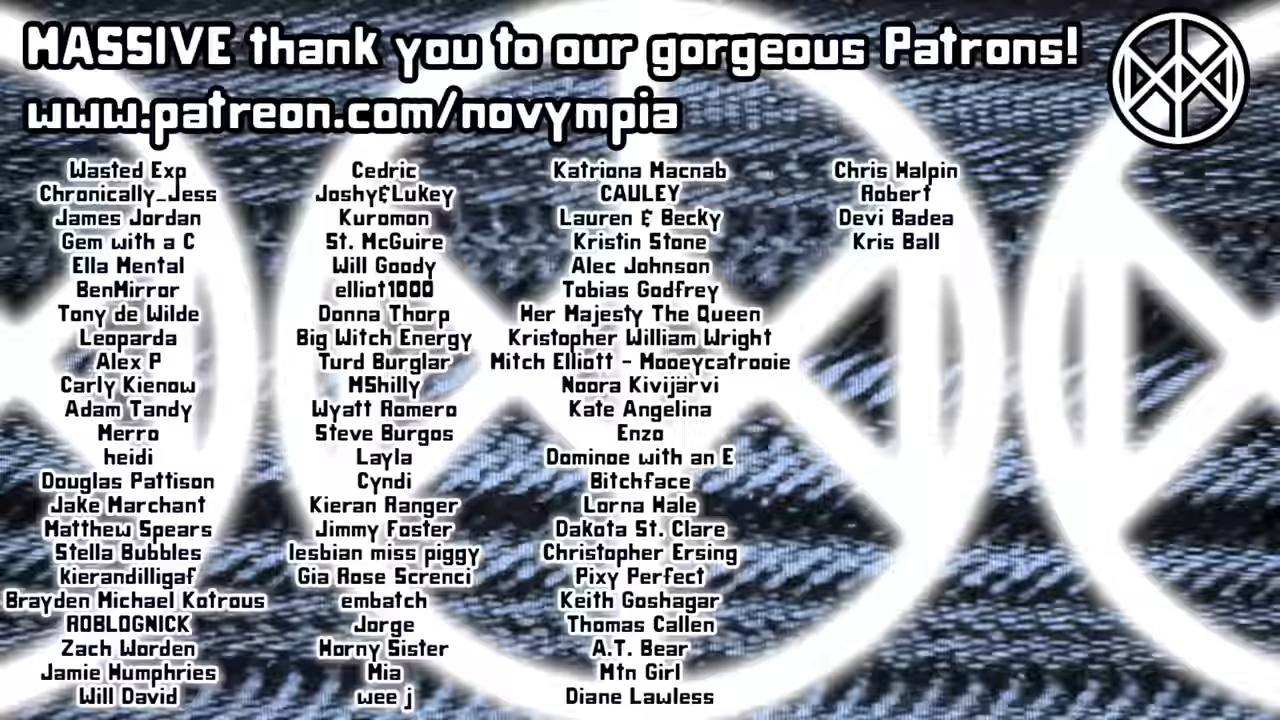 MASSIVE thank you to our gorgeous Patrons!
www.patreon.com/novympia
Wasted Exp
Chronically_Jess
James Jordan
Gem with a C
Ella Mental
BenMirror
Tony de Wilde
Leoparda
Alex P
Carly Kienow
Adam Tandy
Merro
heidi
Douglas Pattison
Jake Marchant
Matthew Spears
Stella Bubbles
kierandilligaf
Brayden Michael Kotrous
ROBLOGNICK
Zach Worden
Jamie Humphries
Will David
Cedric
Joshy&Lukey
Kuromon
St. McGuire
Will Goody
elliot1000
Donna Thorp
Big Witch Energy
Turd Burglar
MShilly
Wyatt Romero
Steve Burgos
Layla
Cyndi
Kieran Ranger
Jimmy Foster
lesbian miss piggy
Gia Rose Screnci
embatch
Jorge
Horny Sister
Mia
wee j
Katriona Macnab
CAULEY
Lauren & Becky
Kristin Stone
Alec Johnson
Tobias Godfrey
Her Majesty The Queen
Kristopher William Wright
Mitch Elliott - Mooeycatrooie
Noora Kivijärvi
Kate Angelina
Enzo
Dominoe with an E
Bitchface
Lorna Hale
Dakota St. Clare
Christopher Ersing
Pixy Perfect
Keith Goshagar
Thomas Callen
A.T. Bear
Mtn Girl
Diane Lawless
Chris Halpin
Robert
Devi Badea
Kris Ball